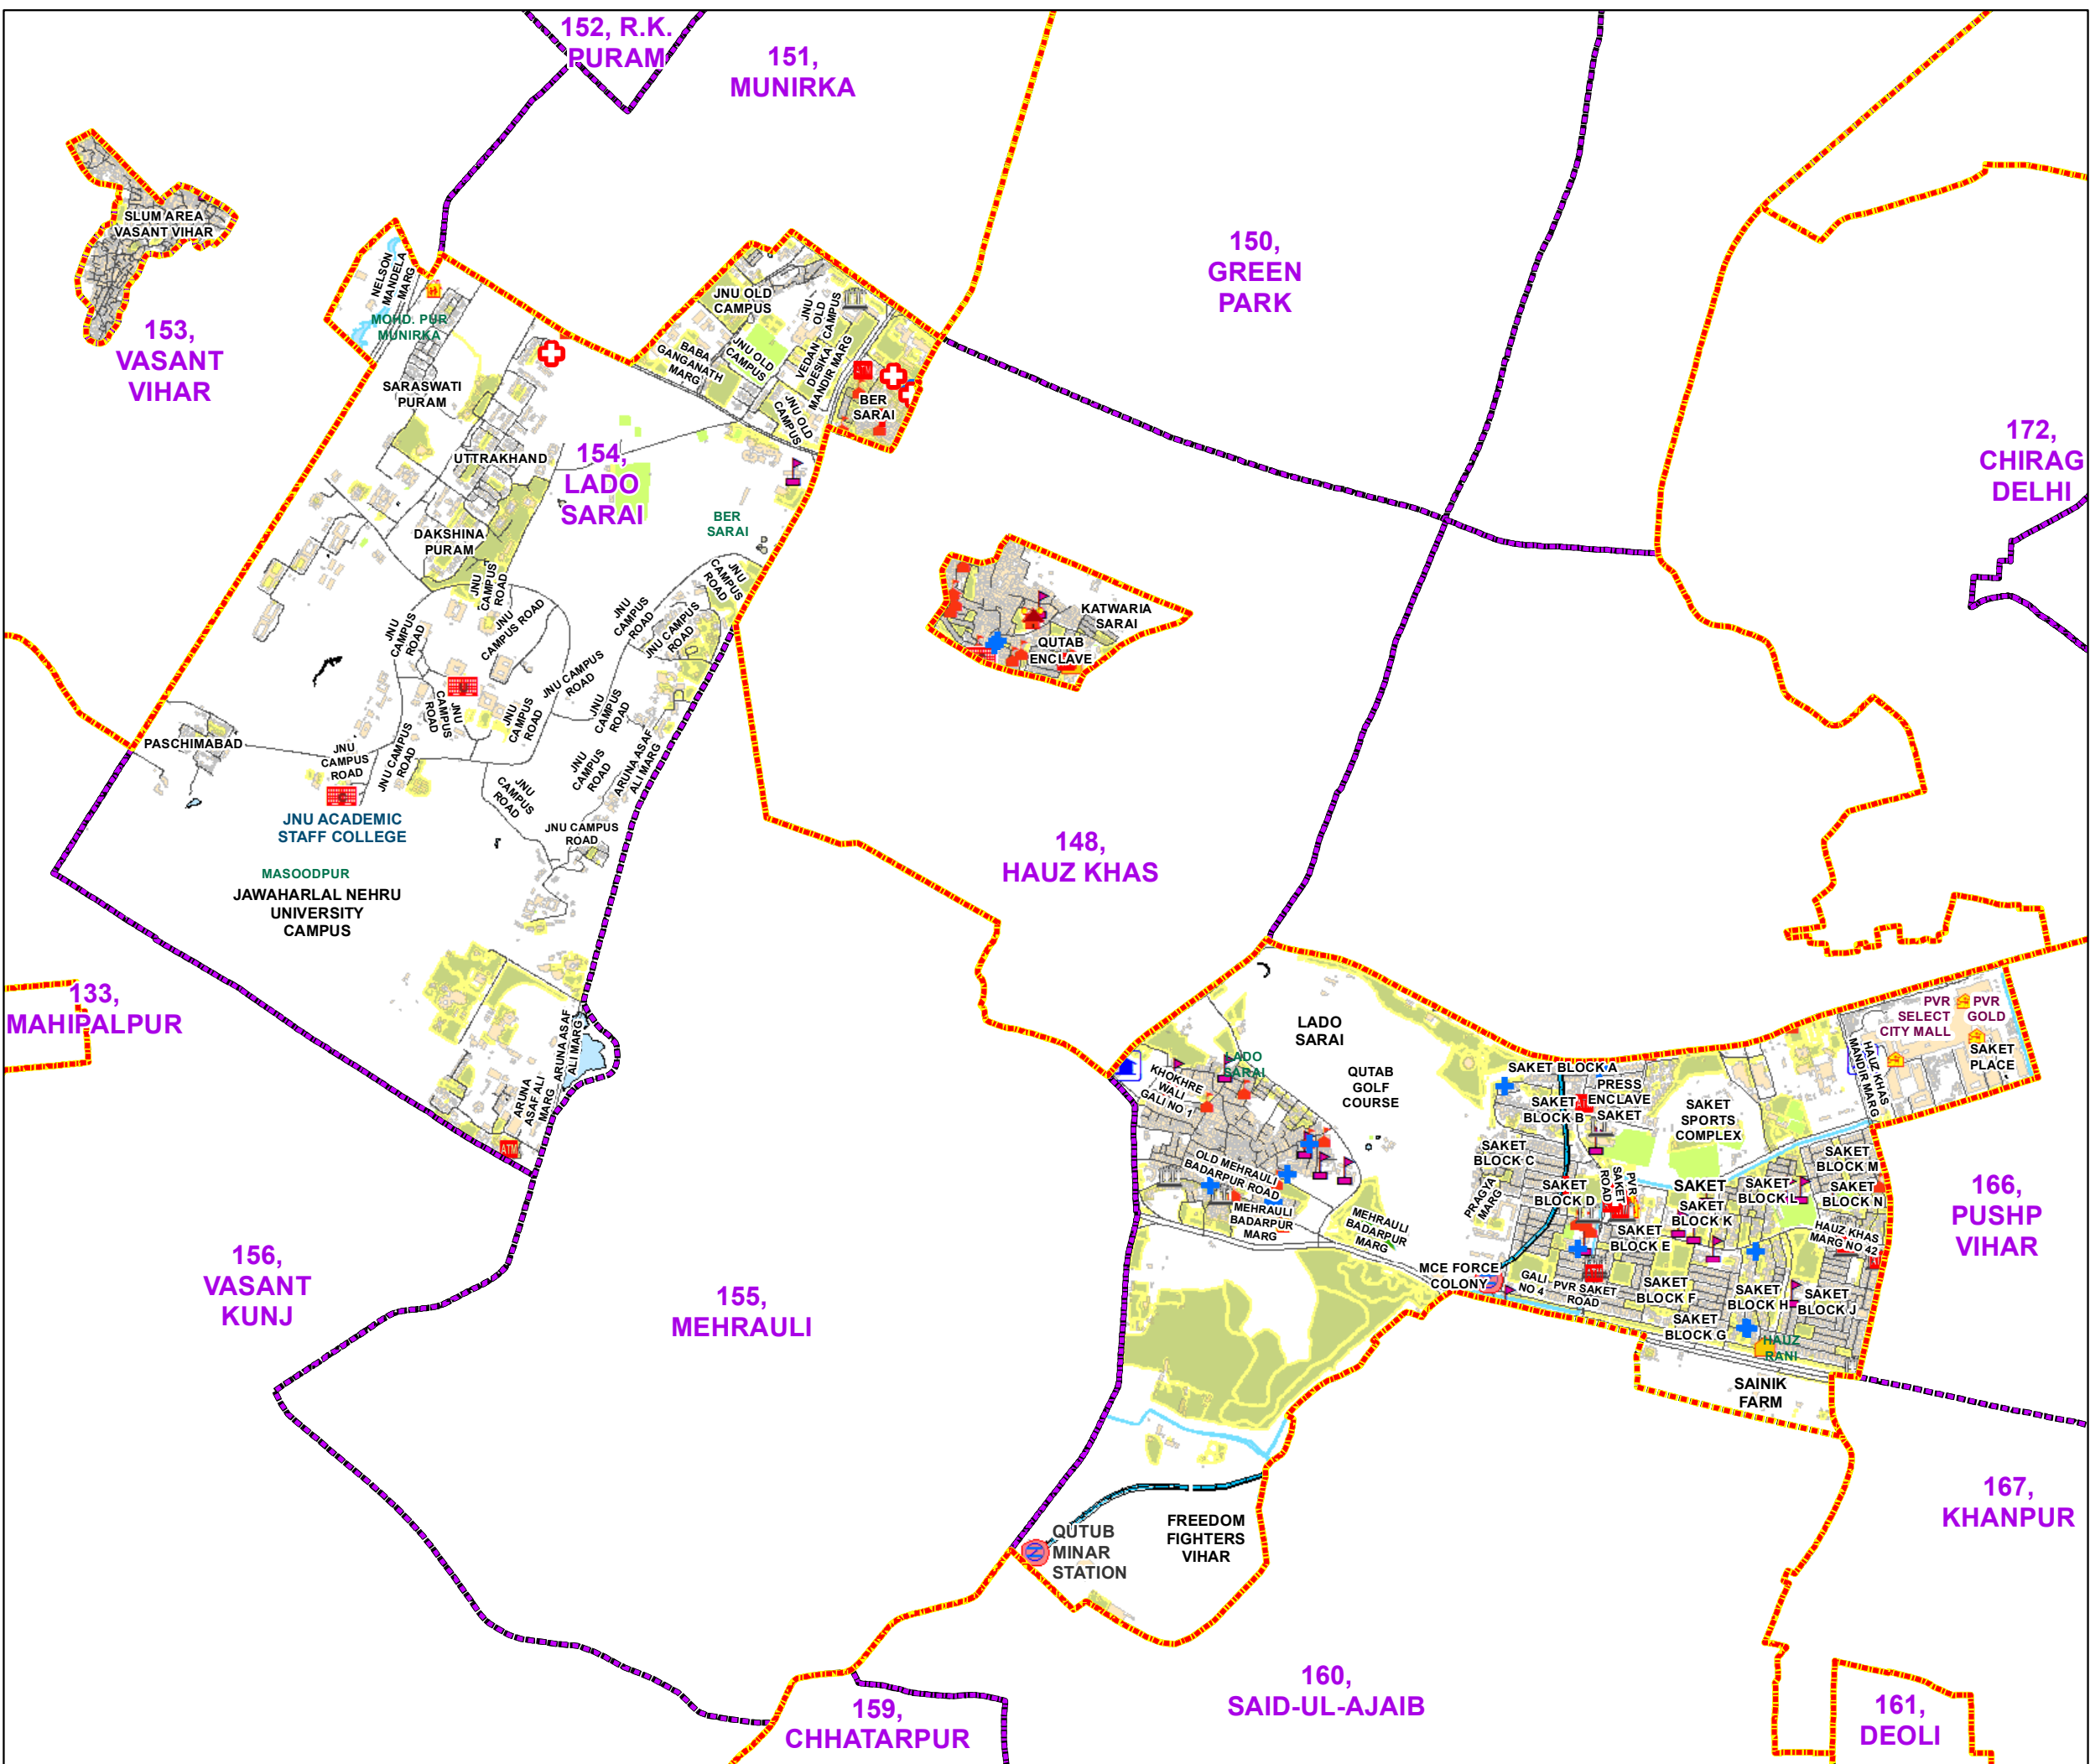 152, R.K.
PURAM
151,
MUNIRKA
SLUM AREA
VASANT VIHAR
153,
VASANT
VIHAR
NELSON
MANDELA
MARG
MOHD. PUR
MUNIRKA
SARASWATI
PURAM
UTTRAKHAND
DAKSHINA
PURAM
154,
LADO
SARAI
JNU OLD
CAMPUS
JNU
OLD
CAMPUS
JNU OLD
CAMPUS
BABA
GANGANATH
MARG
VEDAN
DESIKA
MANDIR MARG
JNU OLD
CAMPUS
ATM
BER
SARAI
BER
SARAI
150,
GREEN
PARK
172,
CHIRAG
DELHI
KATWARIA
SARAI
QUTAB
ENCLAVE
JNU
CAMPUS
ROAD
JNU
CAMPUS
ROAD
JNU
CAMPUS ROAD
JNU
CAMPUS
ROAD
JNU
CAMPUS
ROAD
JNU CAMPUS
ROAD
JNU CAMPUS
ROAD
JNU
CAMPUS
ROAD
JNU
CAMPUS
ROAD
JNU
CAMPUS
ROAD
JNU
PASCHIMABAD
JNU
CAMPUS
ROAD
JNU CAMPUS
ROAD
JNU
CAMPUS
ROAD
JNU
CAMPUS
ROAD
ARUNA ASAF
ALI MARG
JNU CAMPUS
ROAD
JNU ACADEMIC
STAFF COLLEGE
MASOODPUR
JAWAHARLAL NEHRU
UNIVERSITY
CAMPUS
148,
HAUZ KHAS
133,
MAHIPALPUR
ARUNA ASAF
ALI MARG
ARUNA
ASAF ALI
MARG
ATM
LADO
SARAI
LADO
SARAI
KHOKHRE
WALI
GALI NO 1
QUTAB
GOLF
COURSE
OLD MEHRAULI
BADARPUR ROAD
MEHRAULI
BADARPUR
MARG
MEHRAULI
BADARPUR
MARG
PVR
SELECT
CITY MALL
PVR
GOLD
SAKET
PLACE
HAUZ KHAS
MANDIR MARG
SAKET BLOCK A
PRESS
ENCLAVE
SAKET
BLOCK B
SAKET
SAKET
SPORTS
COMPLEX
SAKET
BLOCK C
SAKET
BLOCK D
PVR
SAKET
ROAD
PRAGYA
MARG
SAKET
SAKET
BLOCK K
SAKET
BLOCK L
SAKET
BLOCK M
SAKET
BLOCK N
HAUZ KHAS
MARG NO 42
SAKET
BLOCK E
MCE FORCE
COLONY
GALI
NO 4
PVR SAKET
ROAD
SAKET
BLOCK F
SAKET
BLOCK G
SAKET
BLOCK H
SAKET
BLOCK J
HAUZ
RANI
SAINIK
FARM
166,
PUSHP
VIHAR
156,
VASANT
KUNJ
155,
MEHRAULI
167,
KHANPUR
QUTUB
MINAR
STATION
FREEDOM
FIGHTERS
VIHAR
160,
SAID-UL-AJAIB
159,
CHHATARPUR
161,
DEOLI